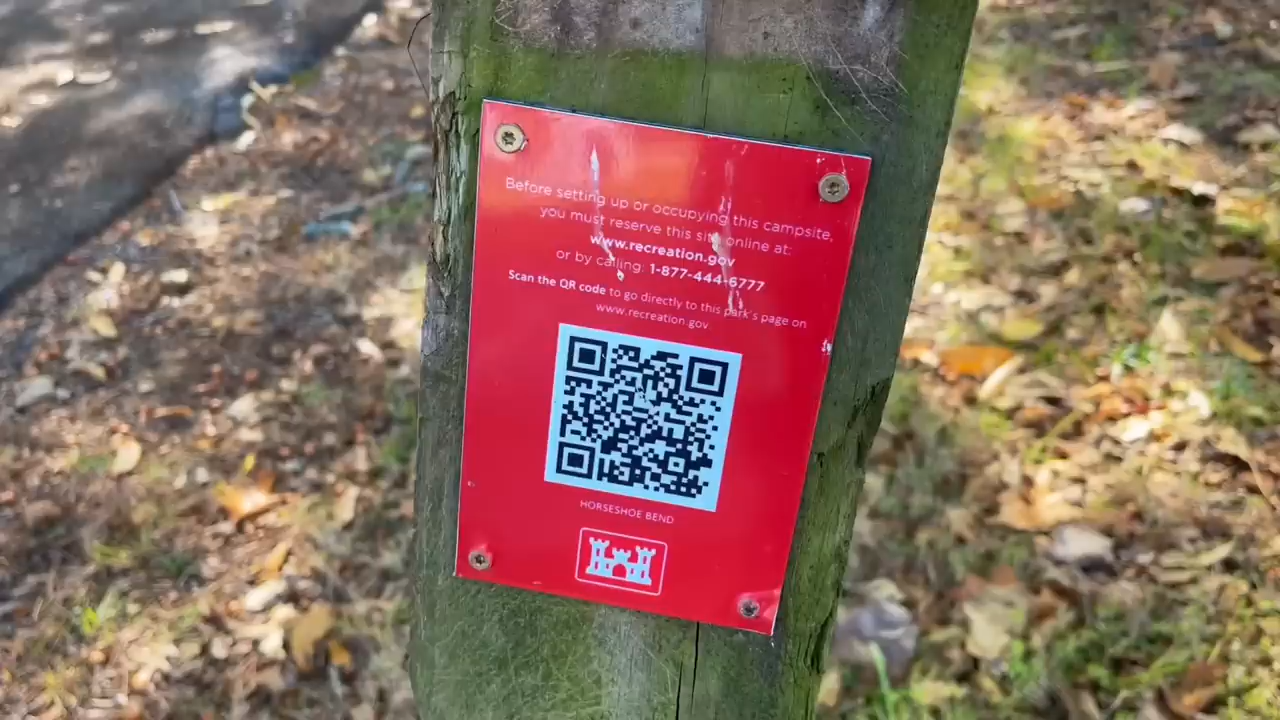 Before setting up or occupying this campsite,
you must reserve this site online at:
www.recreation.gov
or by calling: 1-877-444-6777
Scan the QR code to go directly to this park's page on
www.recreation.gov
HORSESHOE BEND